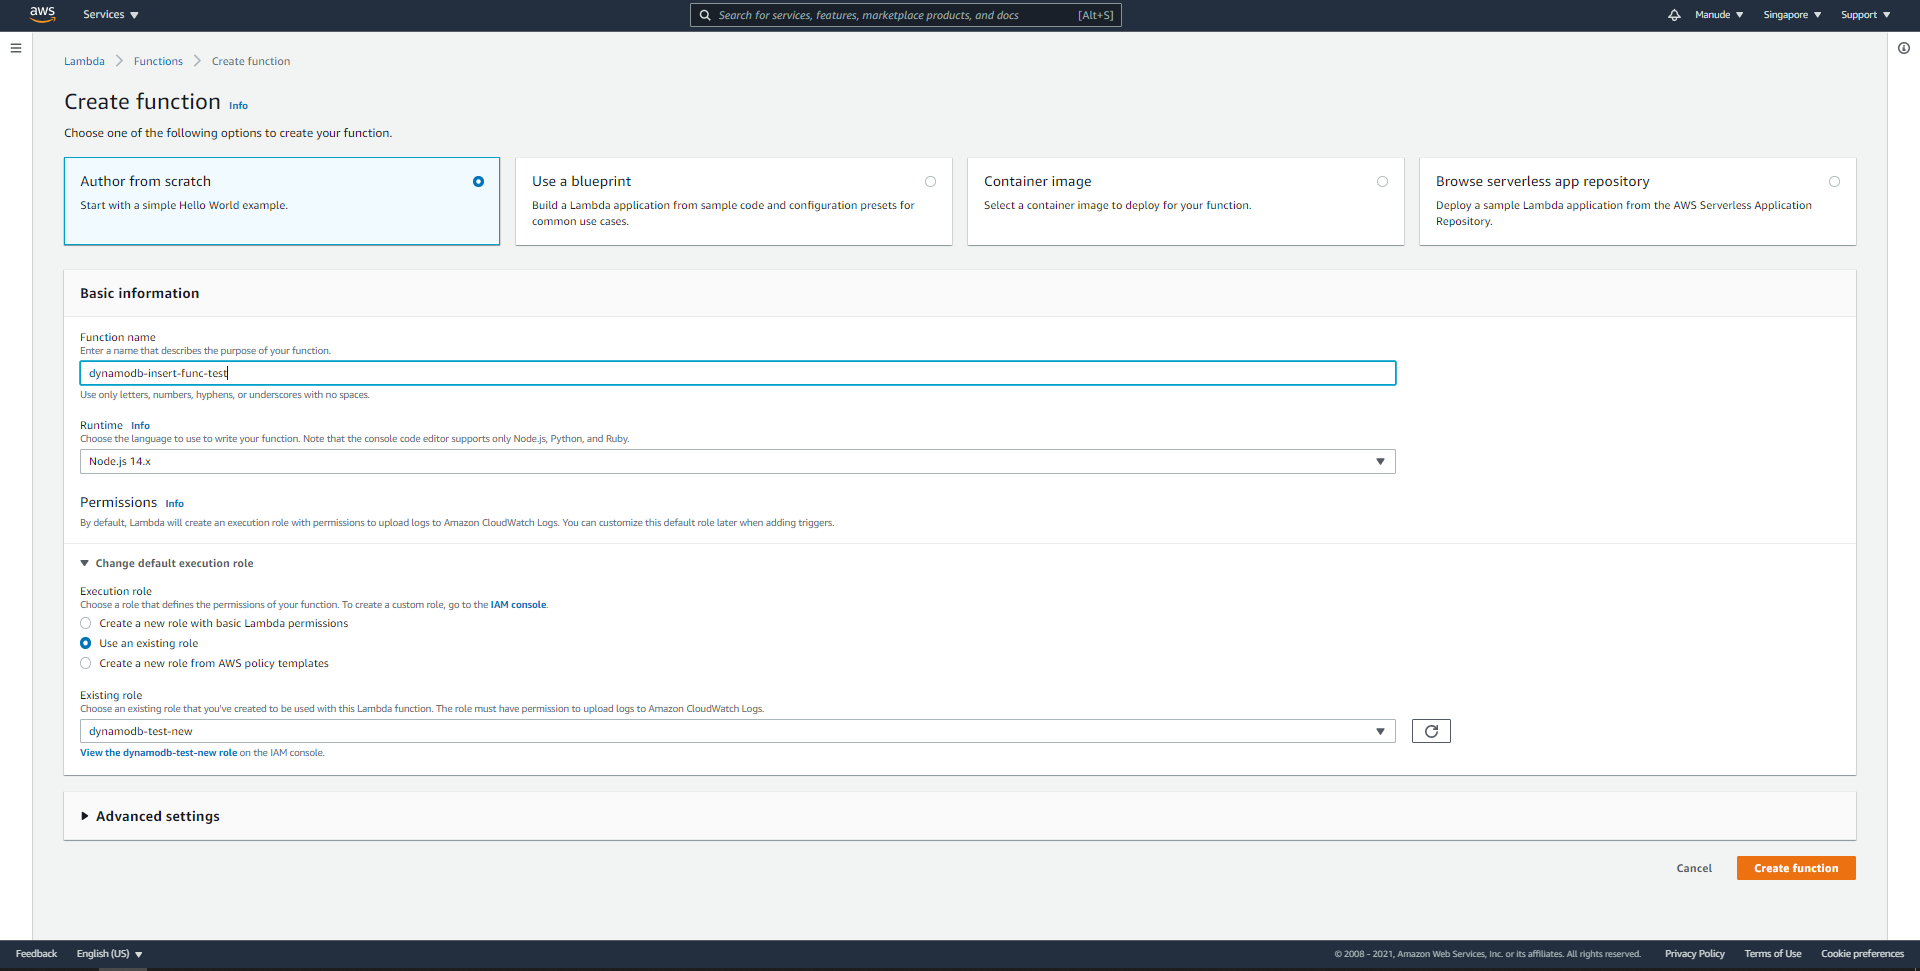 aws
Services
Search for services, features, marketplace products, and docs [Alt+S]
Manude
Singapore
Support
Lambda
Functions
Create function
Create function Info
Choose one of the following options to create your function.
Author from scratch
Start with a simple Hello World example.
Use a blueprint
Build a Lambda application from sample code and configuration presets for
common use cases.
Container image
Select a container image to deploy for your function.
Browse serverless app repository
Deploy a sample Lambda application from the AWS Serverless Application
Repository.
Basic information
Function name
Enter a name that describes the purpose of your function.
dynamodb-insert-func-test
Use only letters, numbers, hyphens, or underscores with no spaces.
Runtime Info
Choose the language to use to write your function. Note that the console code editor supports only Node.js, Python, and Ruby.
Node.js 14.x
Permissions Info
By default, Lambda will create an execution role with permissions to upload logs to Amazon CloudWatch Logs. You can customize this default role later when adding triggers.
Change default execution role
Execution role
Choose a role that defines the permissions of your function. To create a custom role, go to the IAM console.
Create a new role with basic Lambda permissions
Use an existing role
Create a new role from AWS policy templates
Existing role
Choose an existing role that you've created to be used with this Lambda function. The role must have permission to upload logs to Amazon CloudWatch Logs.
dynamodb-test-new
View the dynamodb-test-new role on the IAM console.
Advanced settings
Cancel
Create function
Feedback
English (US)
© 2008 - 2021, Amazon Web Services, Inc. or its affiliates. All rights reserved.
Privacy Policy
Terms of Use
Cookie preferences